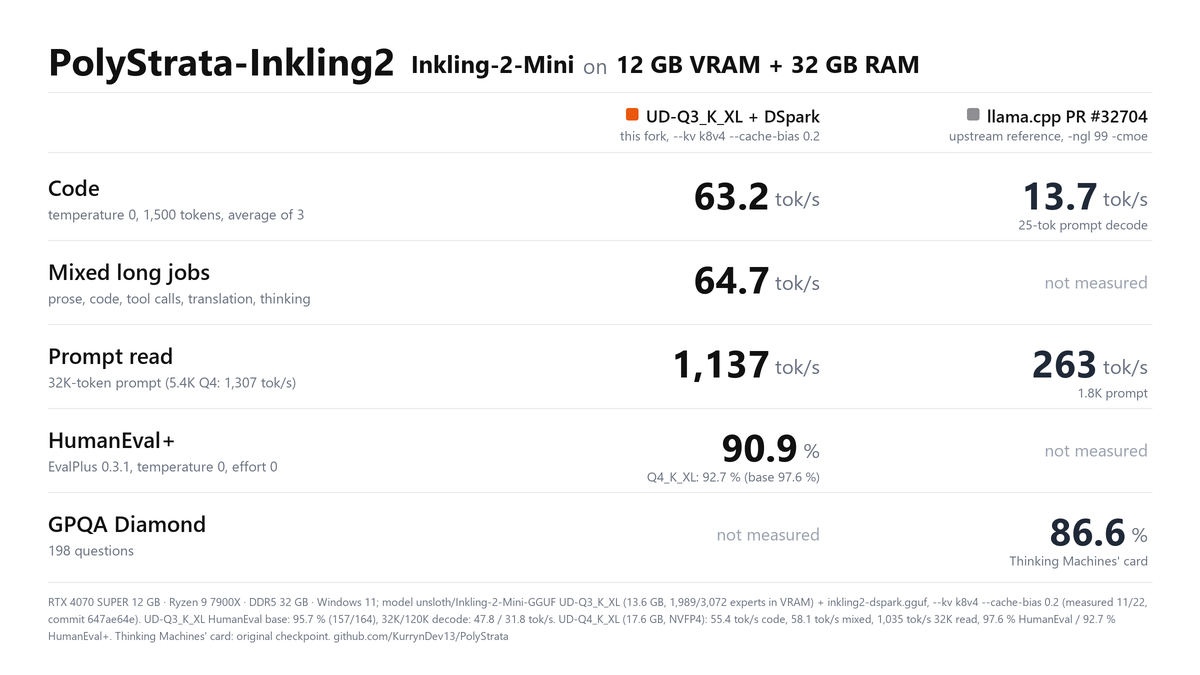 PolyStrata-Inkling2 Inkling-2-Mini on 12 GB VRAM + 32 GB RAM
UD-Q3_K_XL + DSpark llama.cpp PR #32704
this fork, --kv k8v4 --cache-bias 0.2 upstream reference, -ngl 99 -cmoe
Code 63.2 tok/s 13.7 tok/s
temperature 0, 1,500 tokens, average of 3 25-tok prompt decode
Mixed long jobs 64.7 tok/s not measured
prose, code, tool calls, translation, thinking
Prompt read 1,137 tok/s 263 tok/s
32K-token prompt (5.4K Q4: 1,307 tok/s) 1.8K prompt
HumanEval+ 90.9 % not measured
EvalPlus 0.3.1, temperature 0, effort 0 Q4_K_XL: 92.7 % (base 97.6 %)
GPQA Diamond not measured 86.6 %
198 questions Thinking Machines' card
RTX 4070 SUPER 12 GB · Ryzen 9 7900X · DDR5 32 GB · Windows 11; model unsloth/Inkling-2-Mini-GGUF UD-Q3_K_XL (13.6 GB, 1,989/3,072 experts in VRAM) + inkling2-dspark.gguf, --kv k8v4 --cache-bias 0.2 (measured 11/22,
commit 647ae64e). UD-Q3_K_XL HumanEval base: 95.7 % (157/164), 32K/120K decode: 47.8 / 31.8 tok/s. UD-Q4_K_XL (17.6 GB, NVFP4): 55.4 tok/s code, 58.1 tok/s mixed, 1,035 tok/s 32K read, 97.6 % HumanEval / 92.7 %
HumanEval+. Thinking Machines' card: original checkpoint. github.com/KurrynDev13/PolyStrata